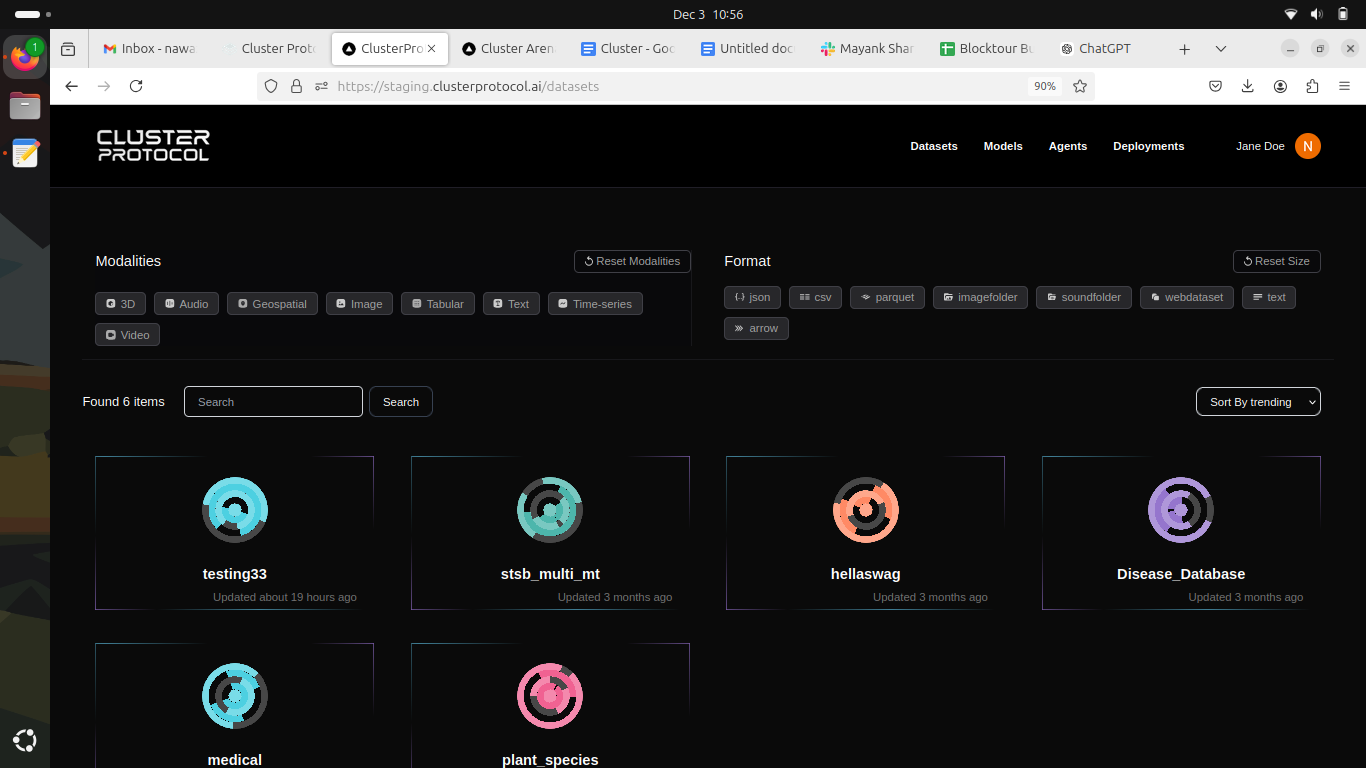 Dec 3 10:56
1
Inbox - nawa
Cluster Prot
ClusterPro
Cluster Aren
Cluster - Goo
Untitled doc
Mayank Shar
Blocktour Bu
ChatGPT
https://staging.clusterprotocol.ai/datasets
90%
CLUSTER
PROTOCOL
Datasets Models Agents Deployments Jane Doe N
Modalities Reset Modalities
3D Audio Geospatial Image Tabular Text Time-series
Video
Format Reset Size
json csv parquet imagefolder soundfolder webdataset text
arrow
Found 6 items Search Search Sort By trending
testing33
Updated about 19 hours ago
stsb_multi_mt
Updated 3 months ago
hellaswag
Updated 3 months ago
Disease_Database
Updated 3 months ago
medical
plant_species